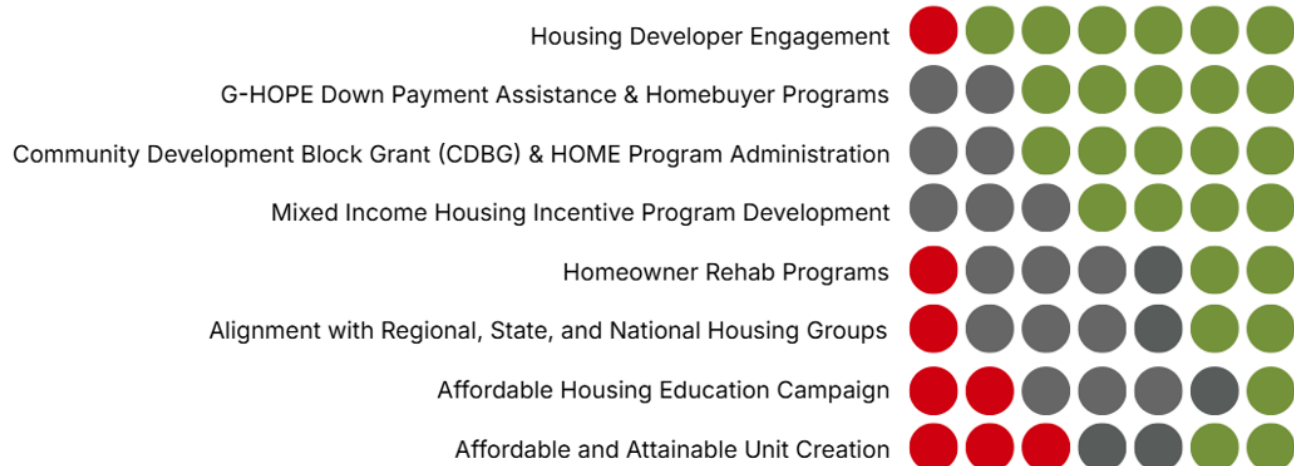 Housing Developer Engagement
G-HOPE Down Payment Assistance & Homebuyer Programs
Community Development Block Grant (CDBG) & HOME Program Administration
Mixed Income Housing Incentive Program Development
Homeowner Rehab Programs
Alignment with Regional, State, and National Housing Groups
Affordable Housing Education Campaign
Affordable and Attainable Unit Creation